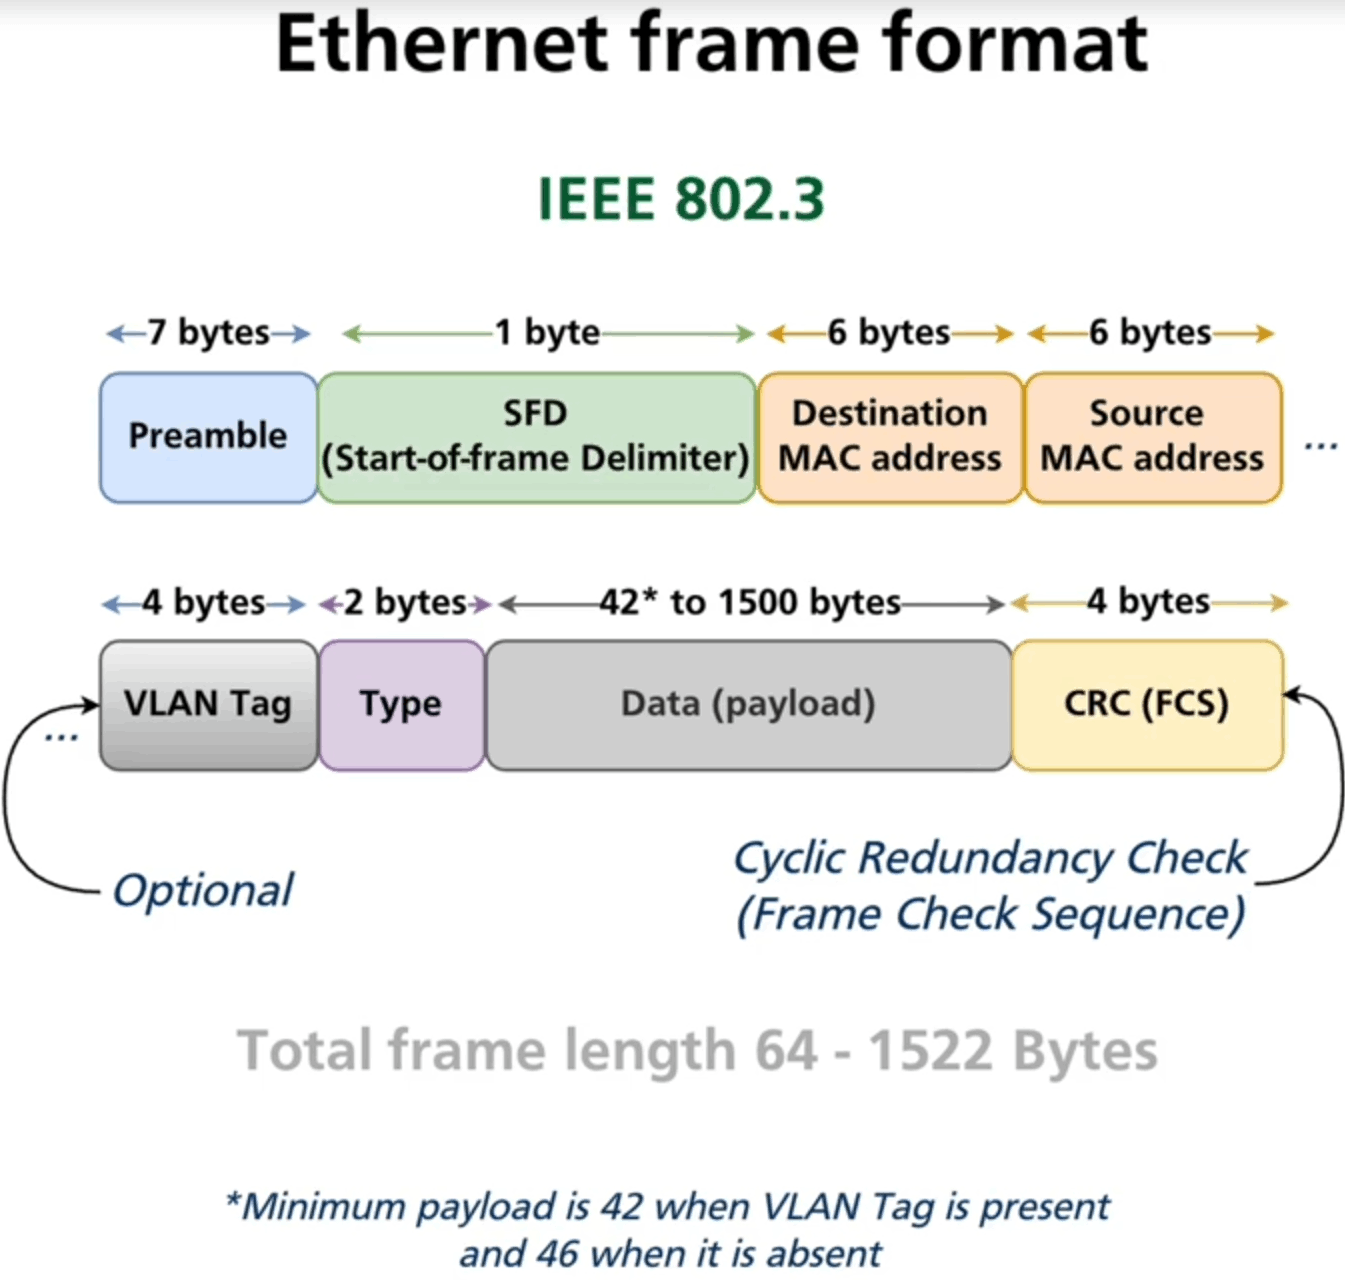 Ethernet frame format
IEEE 802.3
7 bytes
1 byte
6 bytes
6 bytes
Preamble
SFD
(Start-of-frame Delimiter)
Destination
MAC address
Source
MAC address
...
4 bytes
2 bytes
42* to 1500 bytes
4 bytes
...
VLAN Tag
Type
Data (payload)
CRC (FCS)
Optional
Cyclic Redundancy Check
(Frame Check Sequence)
Total frame length 64 - 1522 Bytes
*Minimum payload is 42 when VLAN Tag is present
and 46 when it is absent